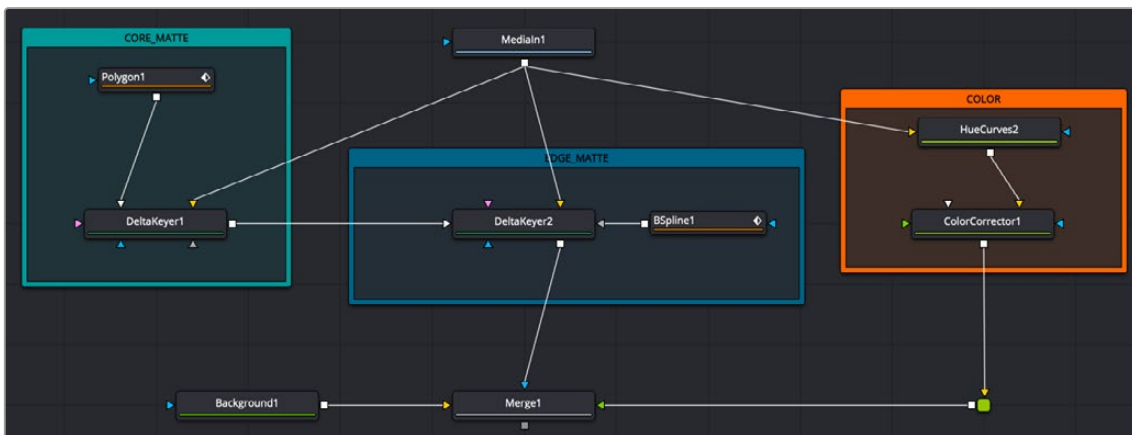 CORE_MATTE
MediaIn1
Polygon1
COLOR
HueCurves2
EDGE_MATTE
DeltaKeyer1
DeltaKeyer2
BSpline1
ColorCorrector1
Background1
Merge1